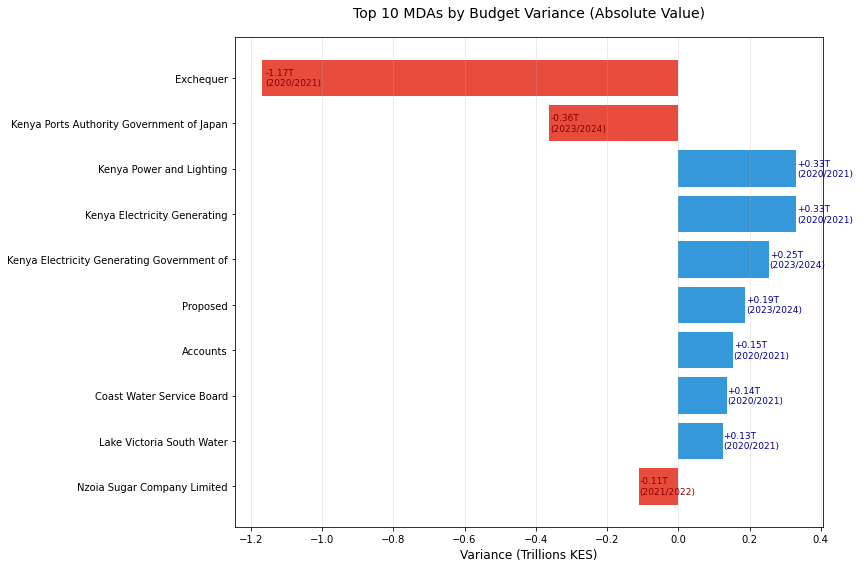 Top 10 MDAs by Budget Variance (Absolute Value)
Exchequer
-1.17T
(2020/2021)
Kenya Ports Authority Government of Japan
-0.36T
(2023/2024)
Kenya Power and Lighting
+0.33T
(2020/2021)
Kenya Electricity Generating
+0.33T
(2020/2021)
Kenya Electricity Generating Government of
+0.25T
(2023/2024)
Proposed
+0.19T
(2023/2024)
Accounts
+0.15T
(2020/2021)
Coast Water Service Board
+0.14T
(2020/2021)
Lake Victoria South Water
+0.13T
(2020/2021)
Nzoia Sugar Company Limited
-0.11T
(2021/2022)
−1.2 −1.0 −0.8 −0.6 −0.4 −0.2 0.0 0.2 0.4
Variance (Trillions KES)